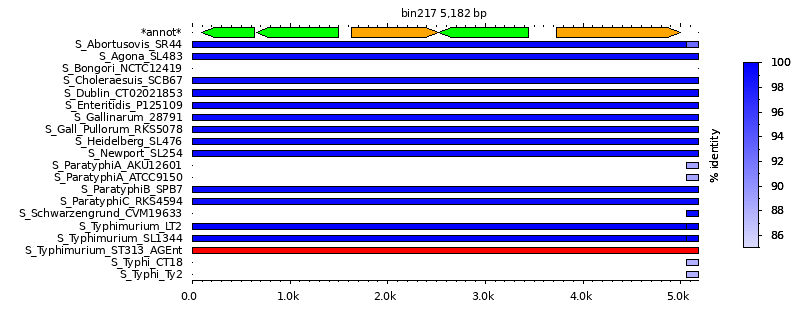 bin217 5,182 bp
*annot*
S_Abortusovis_SR44
S_Agona_SL483
S_Bongori_NCTC12419
S_Choleraesuis_SCB67
S_Dublin_CT02021853
S_Enteritidis_P125109
S_Gallinarum_28791
S_Gall_Pullorum_RKS5078
S_Heidelberg_SL476
S_Newport_SL254
S_ParatyphiA_AKU12601
S_ParatyphiA_ATCC9150
S_ParatyphiB_SPB7
S_ParatyphiC_RKS4594
S_Schwarzengrund_CVM19633
S_Typhimurium_LT2
S_Typhimurium_SL1344
S_Typhimurium_ST313_AGEnt
S_Typhi_CT18
S_Typhi_Ty2
0.0 1.0k 2.0k 3.0k 4.0k 5.0k
% identity
100
98
96
94
92
90
88
86